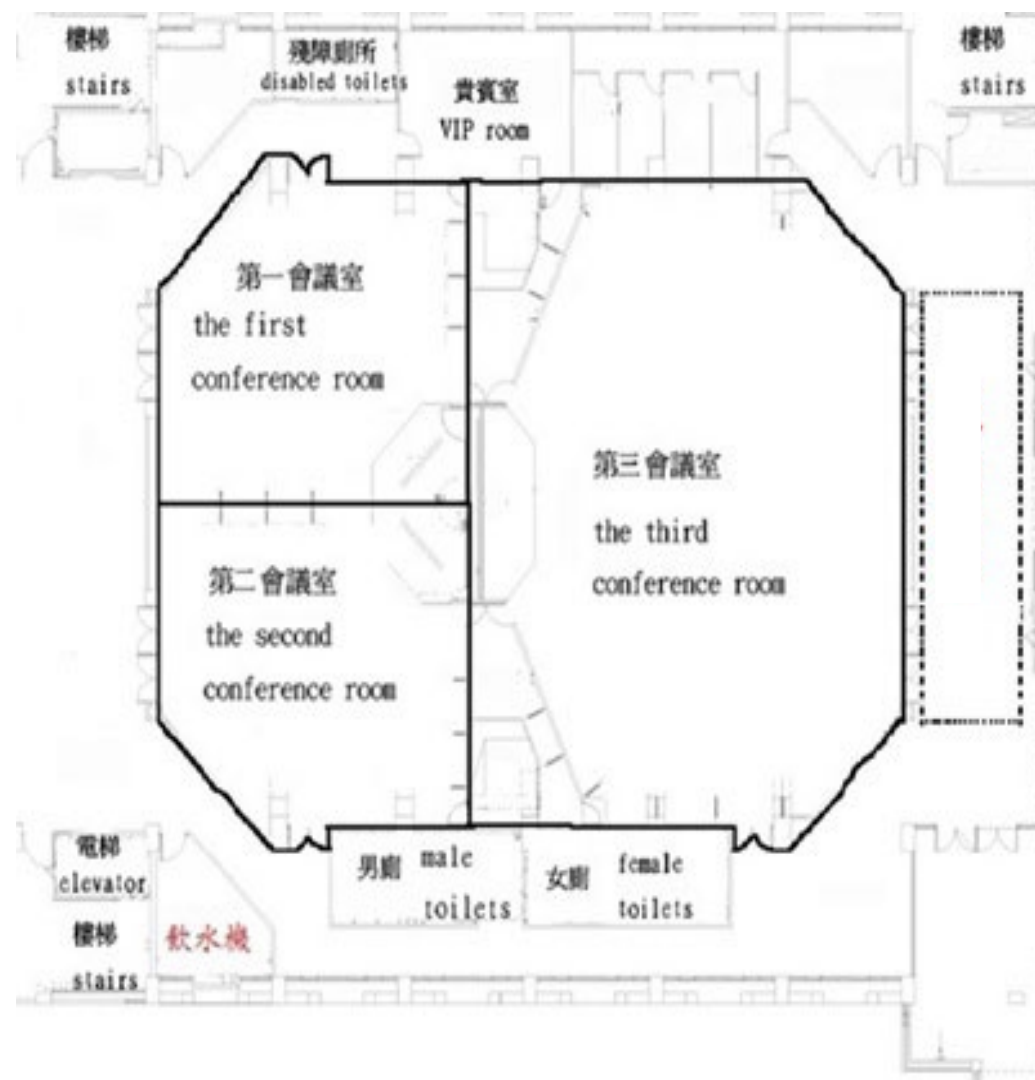 樓梯
stairs
殘障廁所
disabled toilets
貴賓室
VIP room
樓梯
stairs
第一會議室
the first
conference room
第三會議室
the third
conference room
第二會議室
the second
conference room
電梯
elevator
樓梯
stairs
飲水機
男廁 male
toilets
女廁 female
toilets